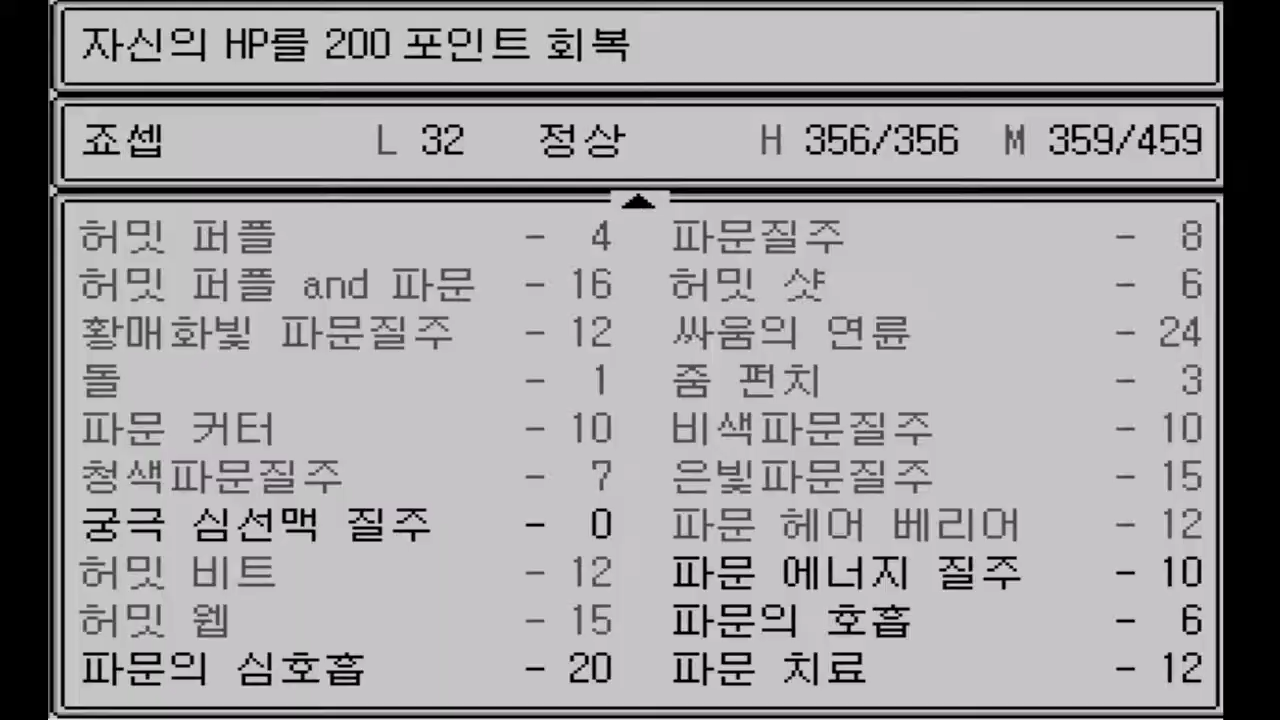 자신의 HP를 200 포인트 회복
죠셉 L 32 정상 H 356/356 M 359/459
허밋 퍼플 - 4 파문질주 - 8
허밋 퍼플 and 파문 - 16 허밋 샷 - 6
황매화빛 파문질주 - 12 싸움의 연륜 - 24
돌 - 1 줌 펀치 - 3
파문 커터 - 10 비색파문질주 - 10
청색파문질주 - 7 은빛파문질주 - 15
궁극 심선맥 질주 - 0 파문 헤어 베리어 - 12
허밋 비트 - 12 파문 에너지 질주 - 10
허밋 웹 - 15 파문의 호흡 - 6
파문의 심호흡 - 20 파문 치료 - 12